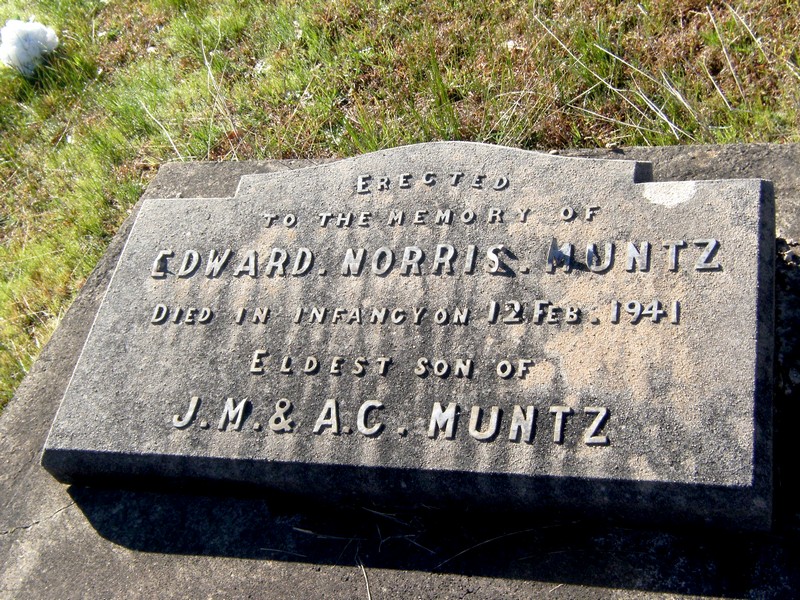 ERECTED
TO THE MEMORY OF
EDWARD. NORRIS. MUNTZ
DIED IN INFANCY ON 12 FEB. 1941
ELDEST SON OF
J.M. & A.C. MUNTZ